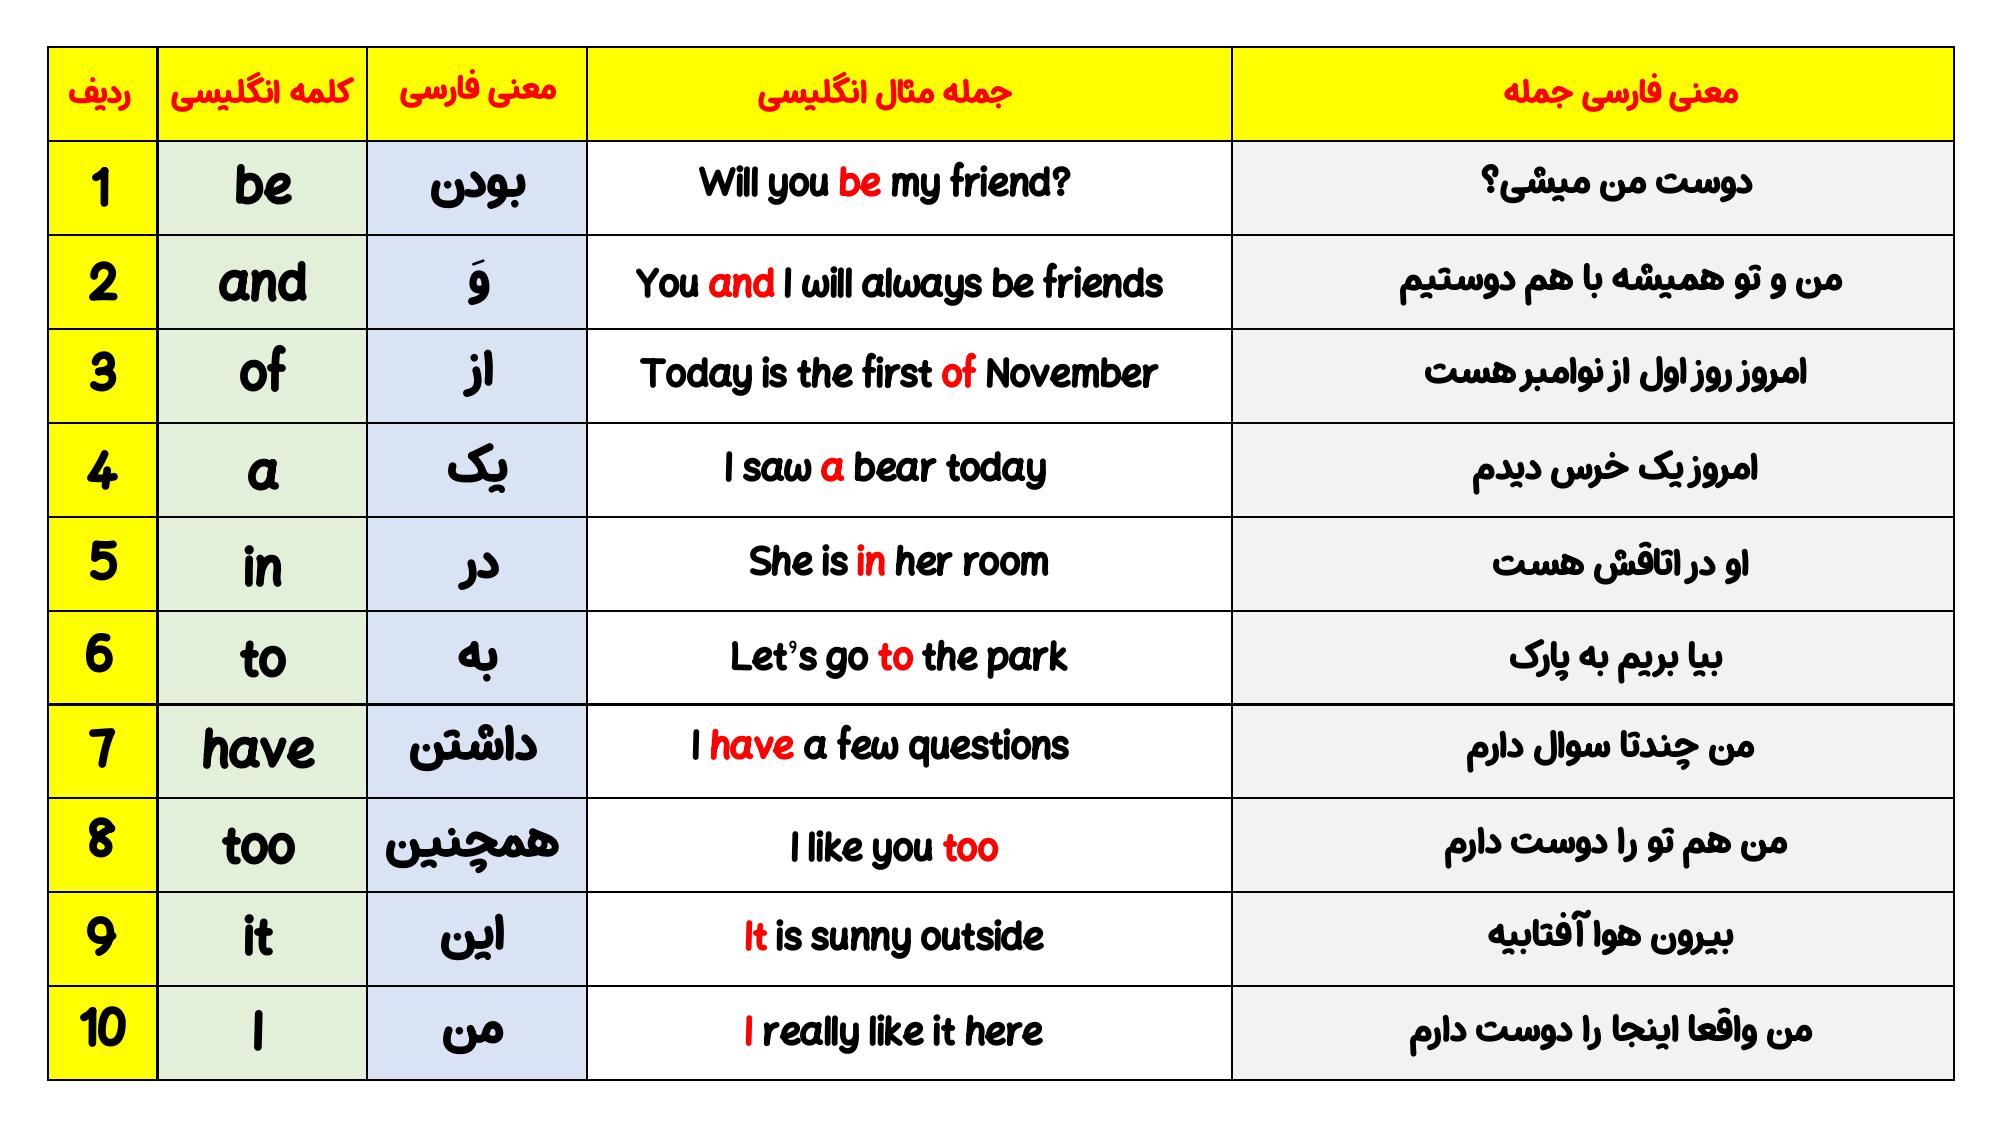 ردیف کلمه انگلیسی معنی فارسی جمله مثال انگلیسی معنی فارسی جمله
1 be بودن Will you be my friend? دوست من میشی؟
2 and وَ You and I will always be friends من و تو همیشه با هم دوستیم
3 of از Today is the first of November امروز روز اول از نوامبر هست
4 a یک I saw a bear today امروز یک خرس دیدم
5 in در She is in her room او در اتاقش هست
6 to به Let’s go to the park بیا بریم به پارک
7 have داشتن I have a few questions من چندتا سوال دارم
8 too همچنین I like you too من هم تو را دوست دارم
9 it این It is sunny outside بیرون هوا آفتابیه
10 I من I really like it here من واقعا اینجا را دوست دارم